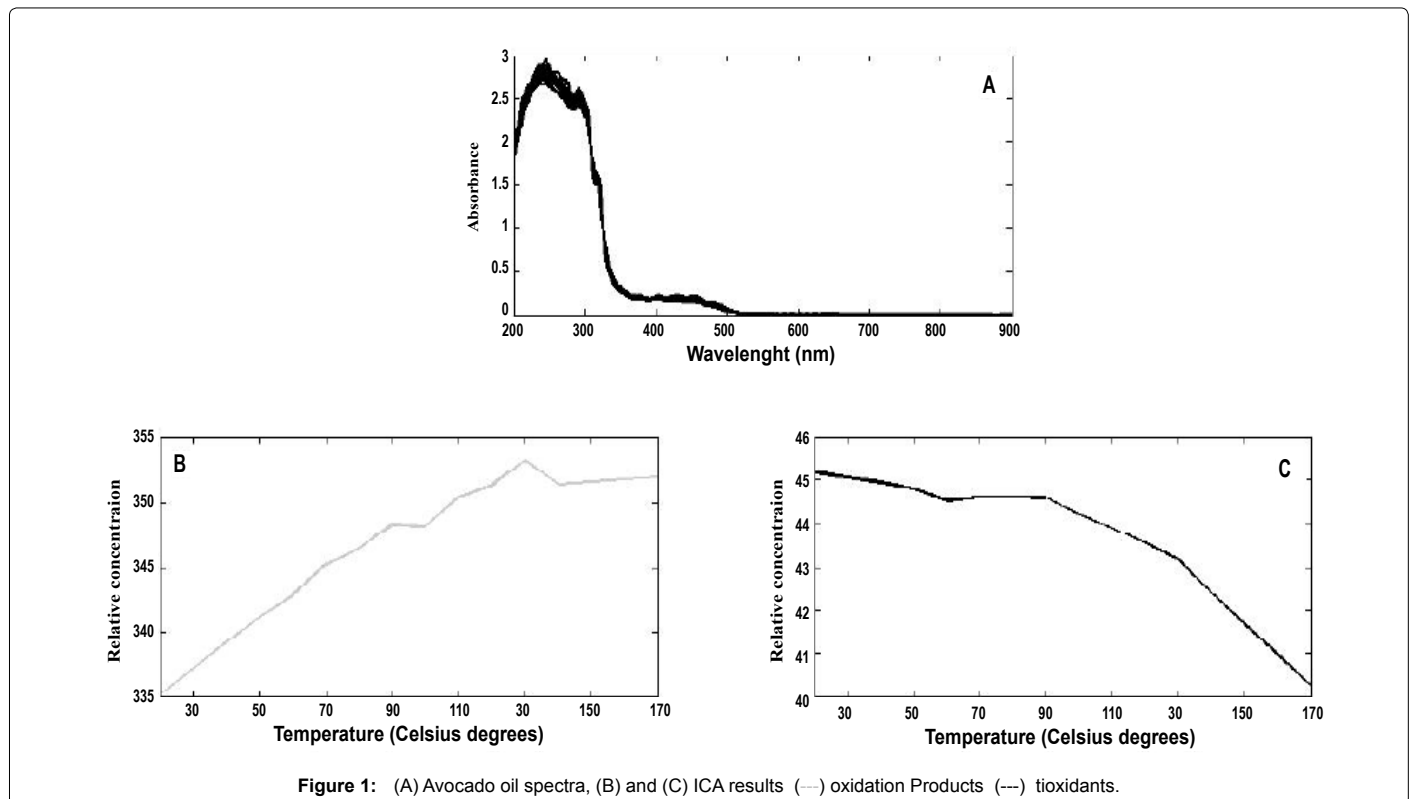 3
2.5
2
1.5
1
0.5
0
Absorbance
A
200 300 400 500 600 700 800 900
Wavelenght (nm)
355
350
345
340
335
Relative concentraion
B
30 50 70 90 110 30 150 170
Temperature (Celsius degrees)
46
45
44
43
42
41
40
Relative concentraion
C
30 50 70 90 110 30 150 170
Temperature (Celsius degrees)
Figure 1: (A) Avocado oil spectra, (B) and (C) ICA results (---) oxidation Products (---) tioxidants.